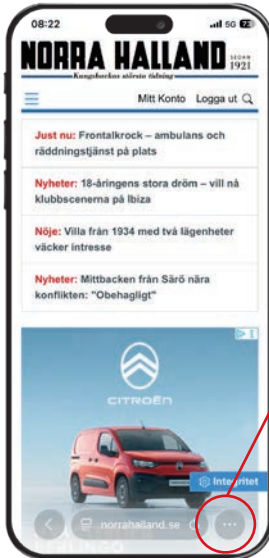 08:22
5G 72
NORRA HALLAND
SEDAN
1921
Kungsbackas största tidning
Mitt Konto Logga ut
Just nu: Frontalkrock – ambulans och
räddningstjänst på plats
Nyheter: 18-åringens stora dröm – vill nå
klubbscenerna på Ibiza
Nöje: Villa från 1934 med två lägenheter
väcker intresse
Nyheter: Mittbacken från Särö nära
konflikten: "Obehagligt"
CITROËN
Integritet
norrahalland.se
BERLINGO